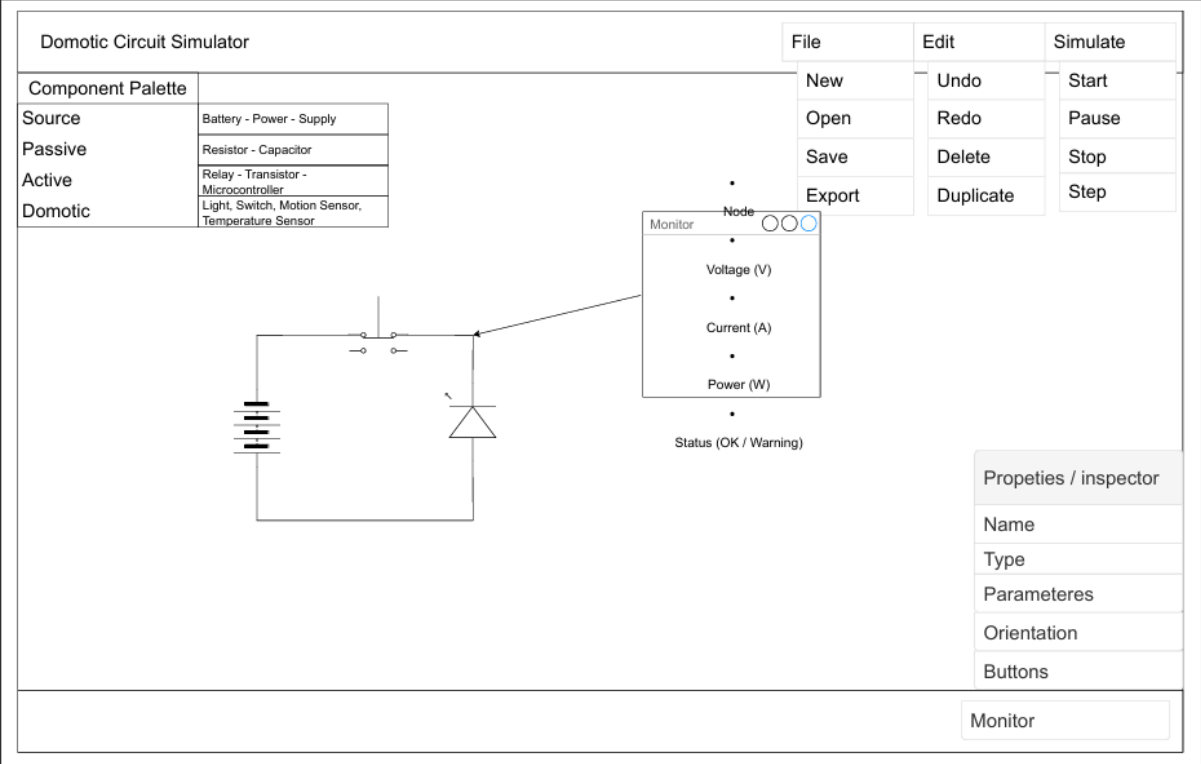 Domotic Circuit Simulator
File
Edit
Simulate
New
Open
Save
Export
Undo
Redo
Delete
Duplicate
Start
Pause
Stop
Step
Component Palette
Source
Battery - Power - Supply
Passive
Resistor - Capacitor
Active
Relay - Transistor -
Microcontroller
Domotic
Light, Switch, Motion Sensor,
Temperature Sensor
Node
Monitor
Voltage (V)
Current (A)
Power (W)
Status (OK / Warning)
Propeties / inspector
Name
Type
Parameteres
Orientation
Buttons
Monitor